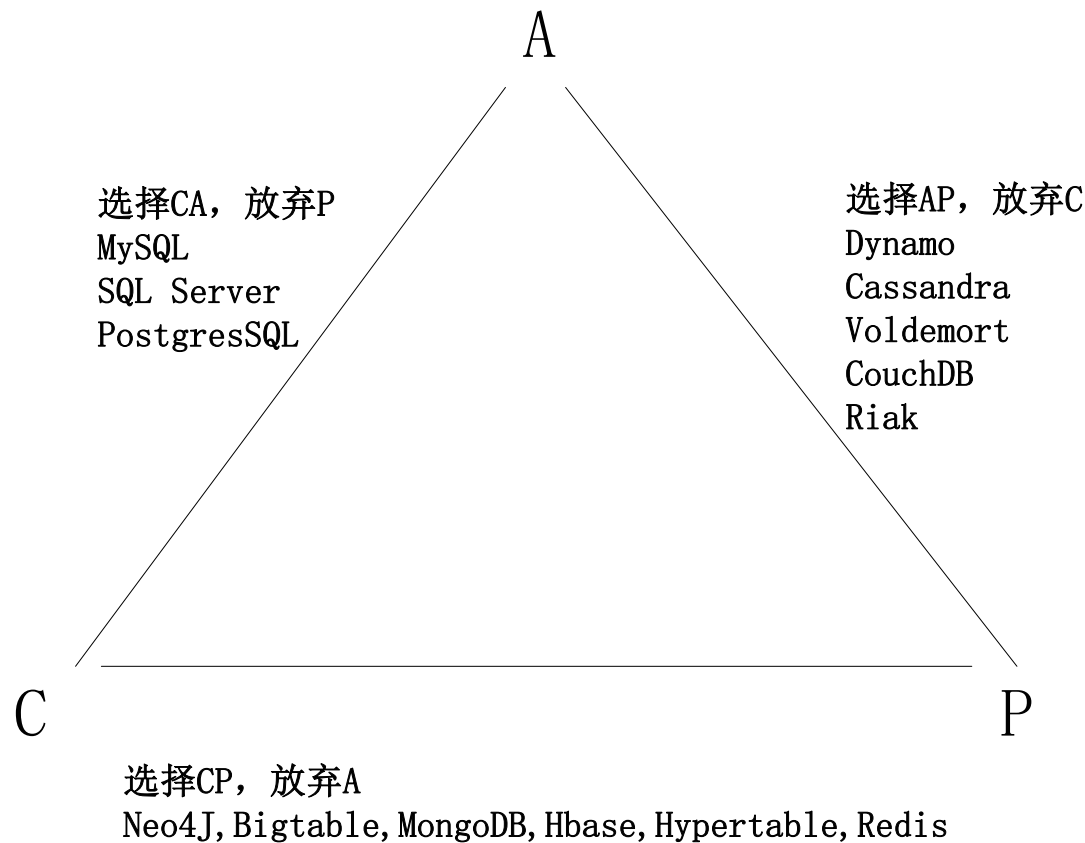 A
选择CA，放弃P
MySQL
SQL Server
PostgresSQL
选择AP，放弃C
Dynamo
Cassandra
Voldemort
CouchDB
Riak
C
P
选择CP，放弃A
Neo4J,Bigtable,MongoDB,Hbase,Hypertable,Redis